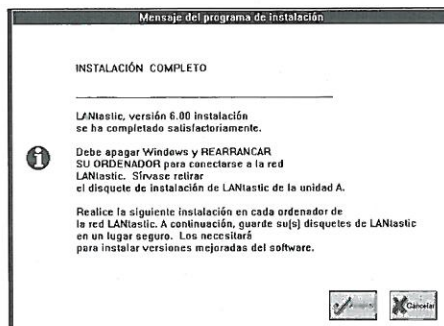 Mensaje del programa de instalación
INSTALACIÓN COMPLETO
LANtastic, versión 6.00 instalación
se ha completado satisfactoriamente.
Debe apagar Windows y REARRANCAR
SU ORDENADOR para conectarse a la red
LANtastic. Sírvase retirar
el disquete de instalación de LANtastic de la unidad A.
Realice la siguiente instalación en cada ordenador de
la red LANtastic. A continuación, guarde su(s) disquetes de LANtastic
en un lugar seguro. Los necesitará
para instalar versiones mejoradas del software.
Cancelar